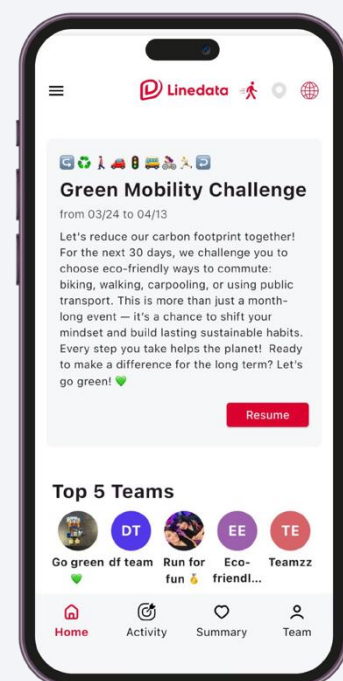 Linedata
Green Mobility Challenge
from 03/24 to 04/13
Let's reduce our carbon footprint together!
For the next 30 days, we challenge you to
choose eco-friendly ways to commute:
biking, walking, carpooling, or using public
transport. This is more than just a month-
long event — it's a chance to shift your
mindset and build lasting sustainable habits.
Every step you take helps the planet! Ready
to make a difference for the long term? Let's
go green! 💚
Resume
Top 5 Teams
DT EE TE
Go green 💚
df team
Run for fun 🥇
Eco-friendl...
Teamzz
Home Activity Summary Team